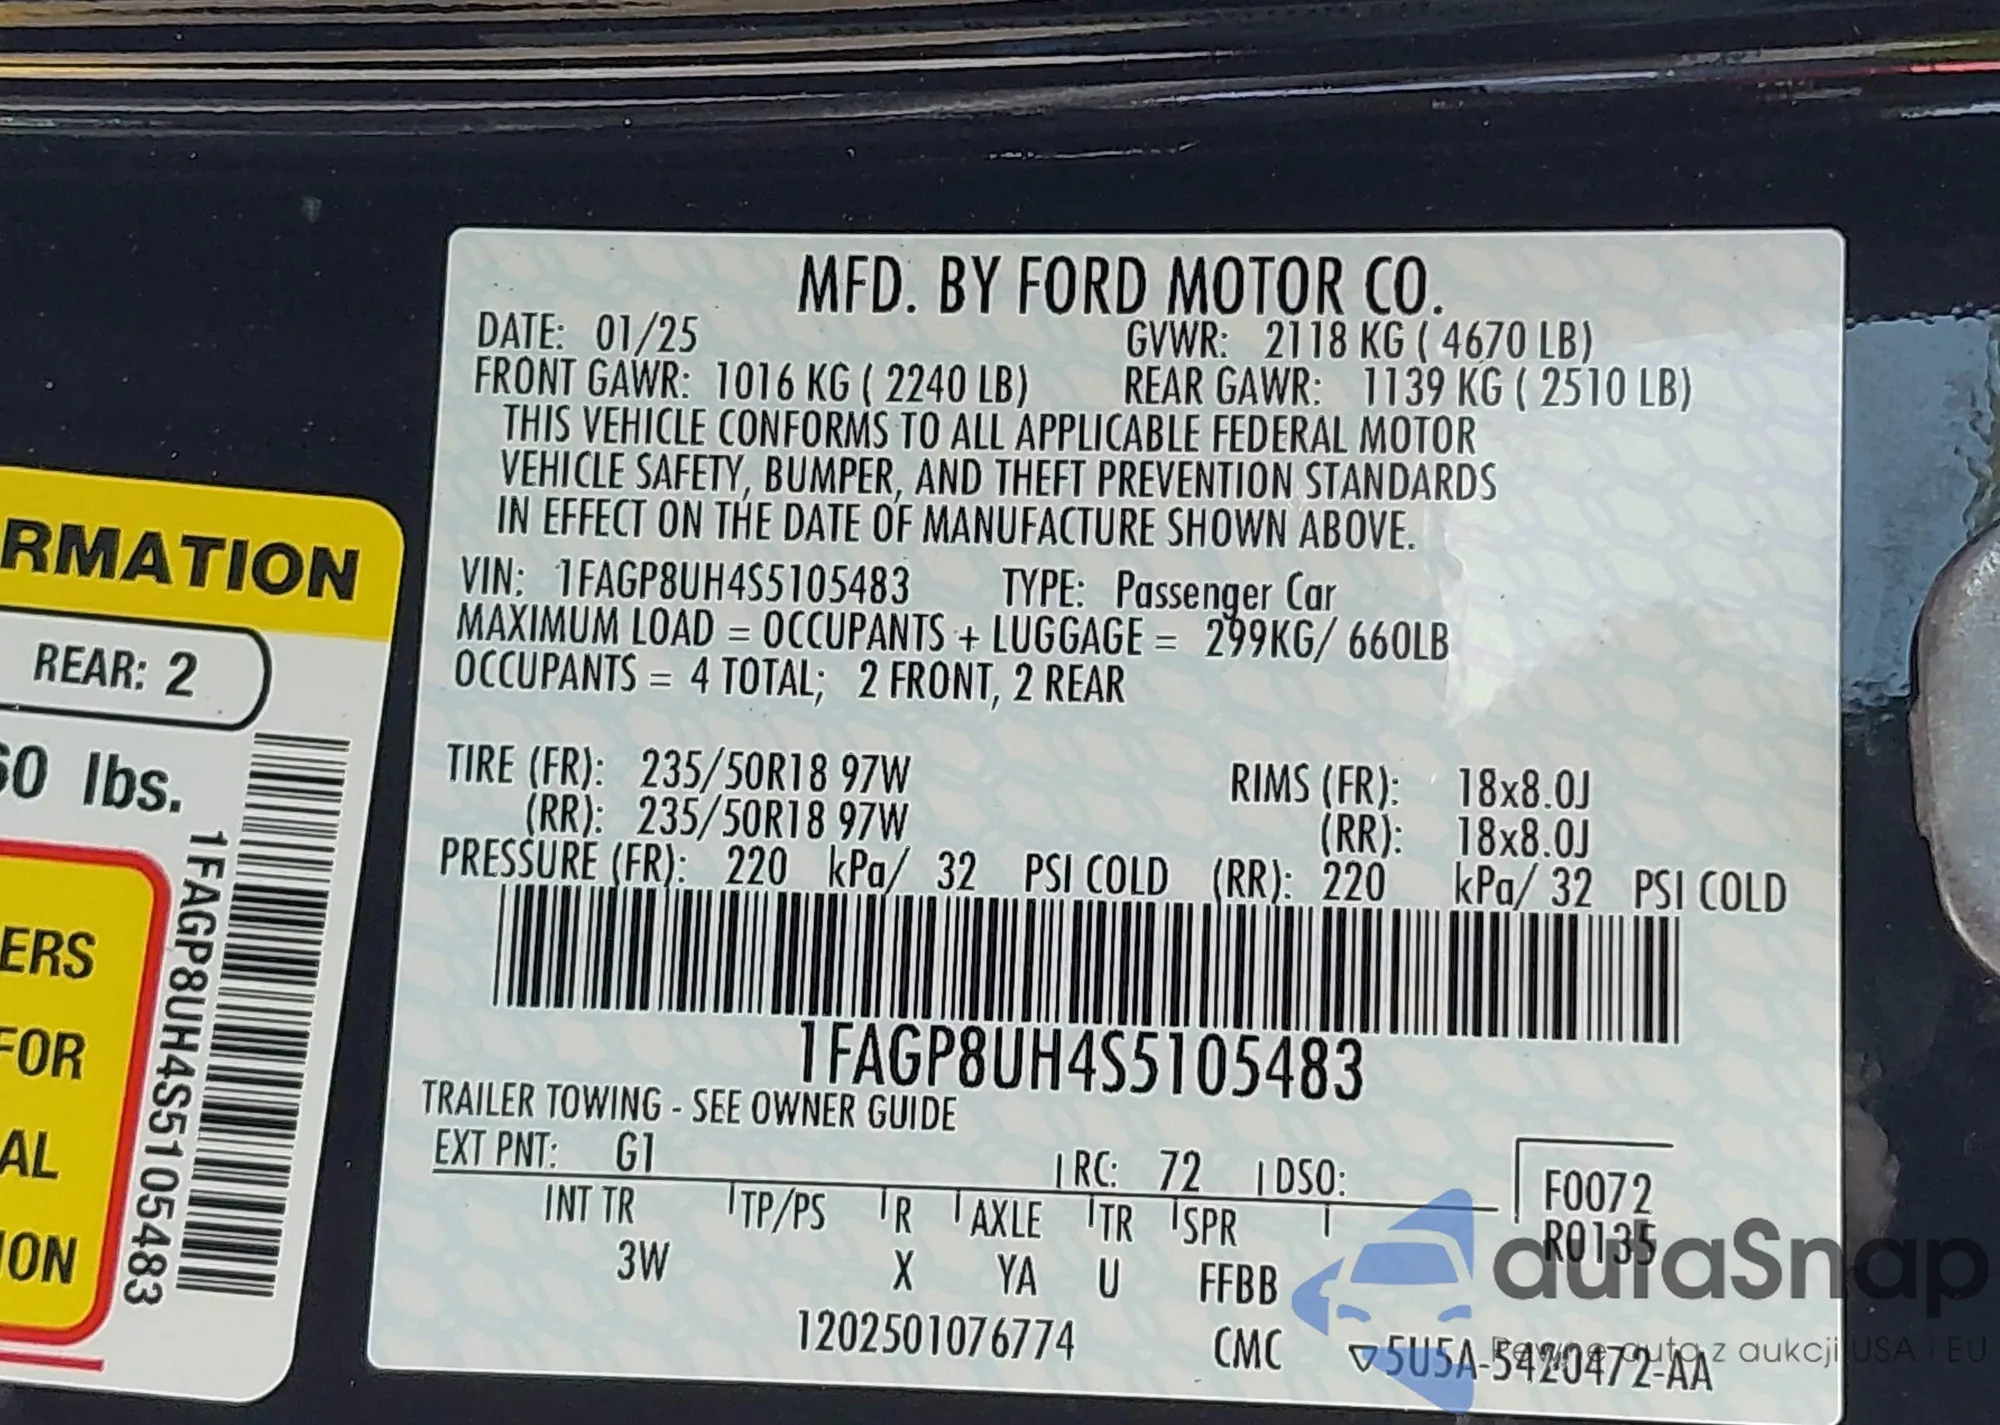 MFD. BY FORD MOTOR CO.
DATE: 01/25 GVWR: 2118 KG ( 4670 LB)
FRONT GAWR: 1016 KG ( 2240 LB) REAR GAWR: 1139 KG ( 2510 LB)
THIS VEHICLE CONFORMS TO ALL APPLICABLE FEDERAL MOTOR
VEHICLE SAFETY, BUMPER, AND THEFT PREVENTION STANDARDS
IN EFFECT ON THE DATE OF MANUFACTURE SHOWN ABOVE.
VIN: 1FAGP8UH4S5105483 TYPE: Passenger Car
MAXIMUM LOAD = OCCUPANTS + LUGGAGE = 299KG/ 660LB
OCCUPANTS = 4 TOTAL; 2 FRONT, 2 REAR
TIRE (FR): 235/50R18 97W RIMS (FR): 18x8.0J
(RR): 235/50R18 97W (RR): 18x8.0J
PRESSURE (FR): 220 kPa/ 32 PSI COLD (RR): 220 kPa/ 32 PSI COLD
1FAGP8UH4S5105483
TRAILER TOWING - SEE OWNER GUIDE
EXT PNT: G1 RC: 72 DSO:
F0072
R0135
INT TR TP/PS R AXLE TR SPR
3W X YA U FFBB
1202501076774 CMC ▽5U5A-5420472-AA
RMATION
REAR: 2
60 lbs.
1FAGP8UH4S5105483
ERS
FOR
AL
ION
autaSnap
Pewne auta z aukcji USA i EU